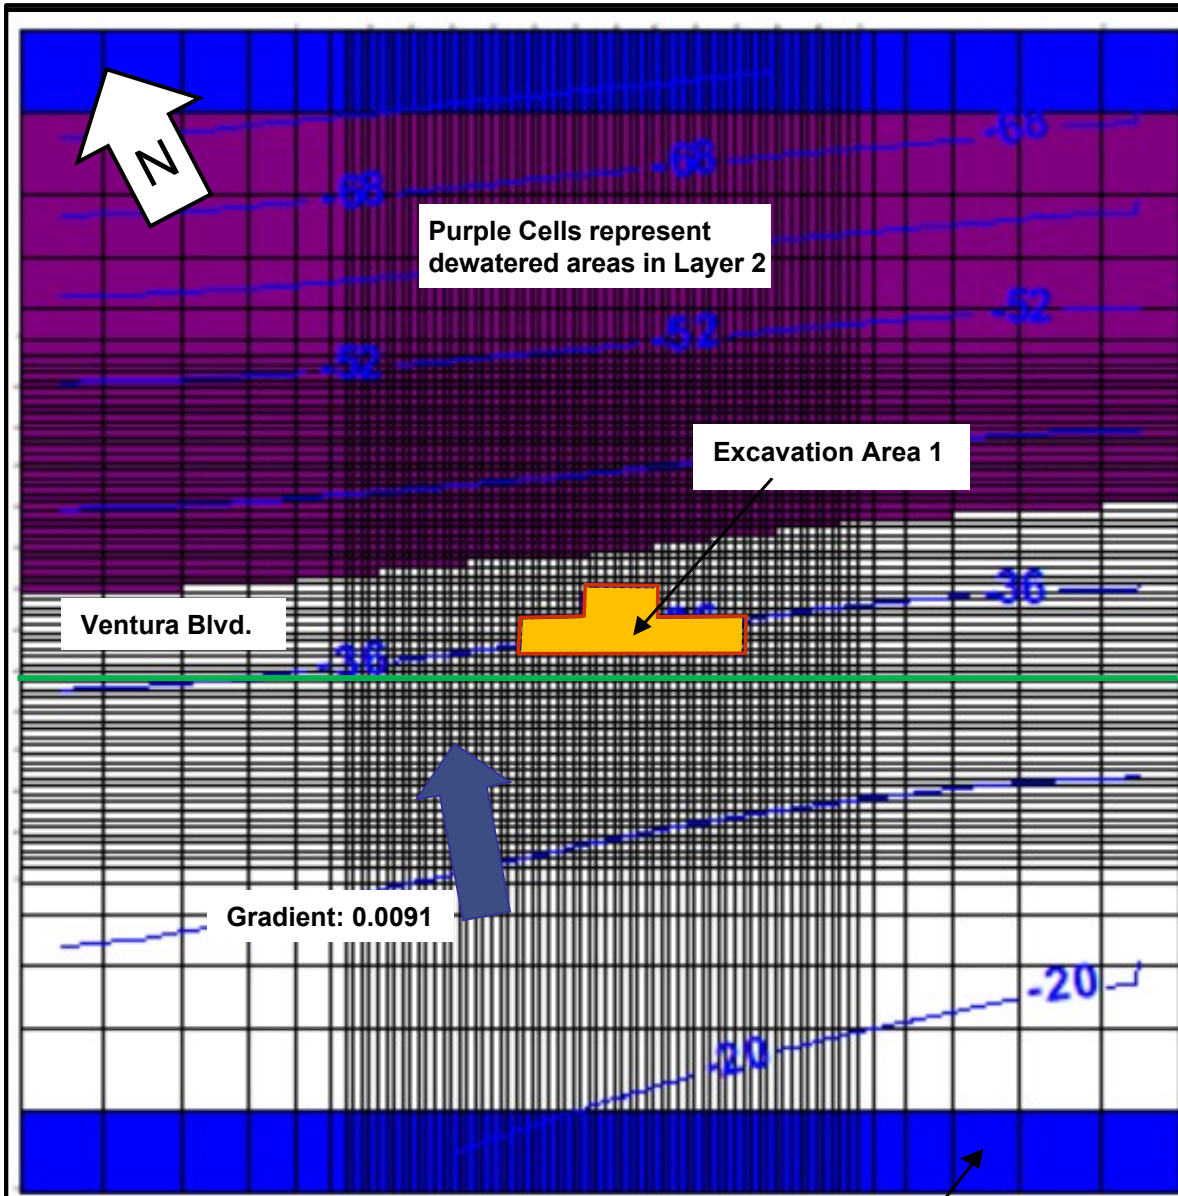 N
-68
-68
-68
Purple Cells represent
dewatered areas in Layer 2
-52
-52
-52
Excavation Area 1
-36
Ventura Blvd.
-36
Gradient: 0.0091
-20
-20